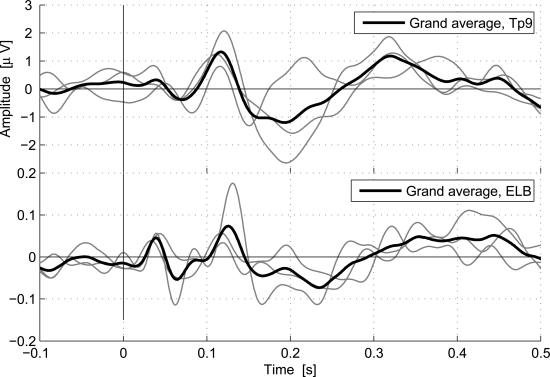 3
Grand average, Tp9
2
1
0
−1
−2
Amplitude [μ V]
0.2
Grand average, ELB
0.1
0
−0.1
−0.2
−0.1 0 0.1 0.2 0.3 0.4 0.5
Time [s]